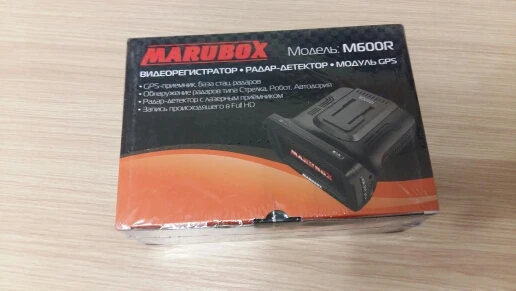 MARUBOX Модель: M600R
ВИДЕОРЕГИСТРАТОР • РАДАР-ДЕТЕКТОР • МОДУЛЬ GPS
• GPS-приемник, база стац. радаров
• Обнаружение радаров типа Стрелка, Робот, Автодория
• Радар-детектор с лазерным приёмником
• Запись происходящего в Full HD
MARUBOX